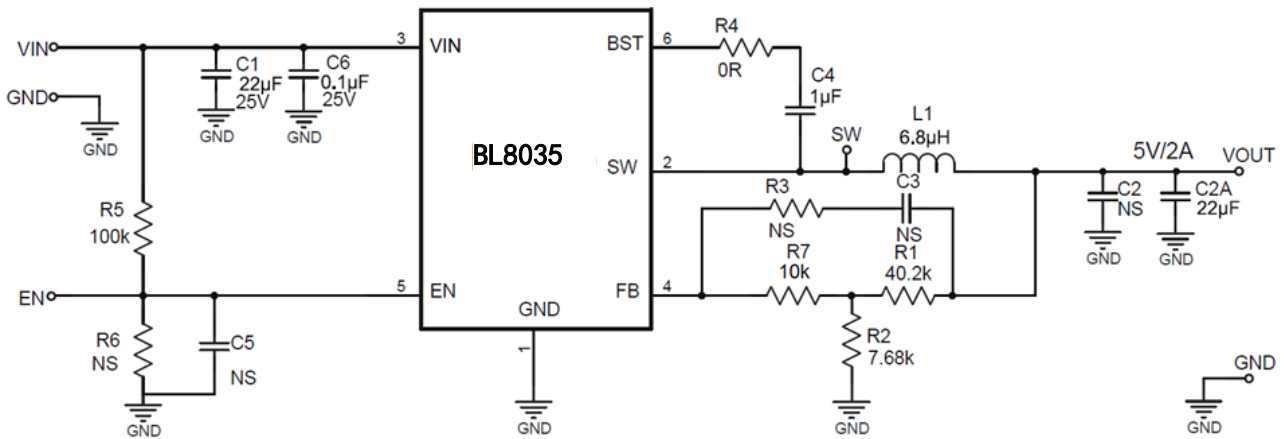 VIN
GND
GND
C1
22μF
25V
GND
C6
0.1μF
25V
GND
R5
100k
EN
R6
NS
C5
NS
GND
3
VIN
5
EN
BL8035
BST
6
SW
2
FB
4
GND
1
GND
R4
0R
C4
1μF
SW
L1
6.8μH
R3
NS
C3
NS
R7
10k
R1
40.2k
R2
7.68k
GND
5V/2A
VOUT
C2
NS
GND
C2A
22μF
GND
GND
GND